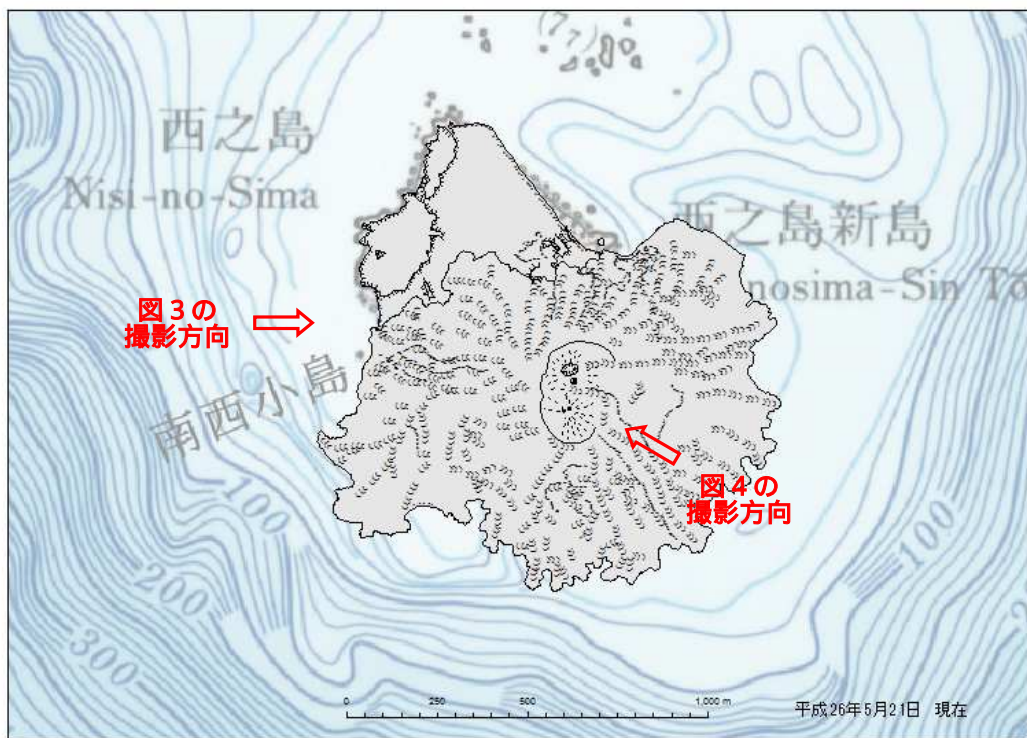 (77)
西之島
Nisi-no-Sima
西之島新島
nosima-Sin To
図3の
撮影方向
南西小島
図4の
撮影方向
100
100
200
300
0 250 500 1,000 m
平成26年5月21日 現在